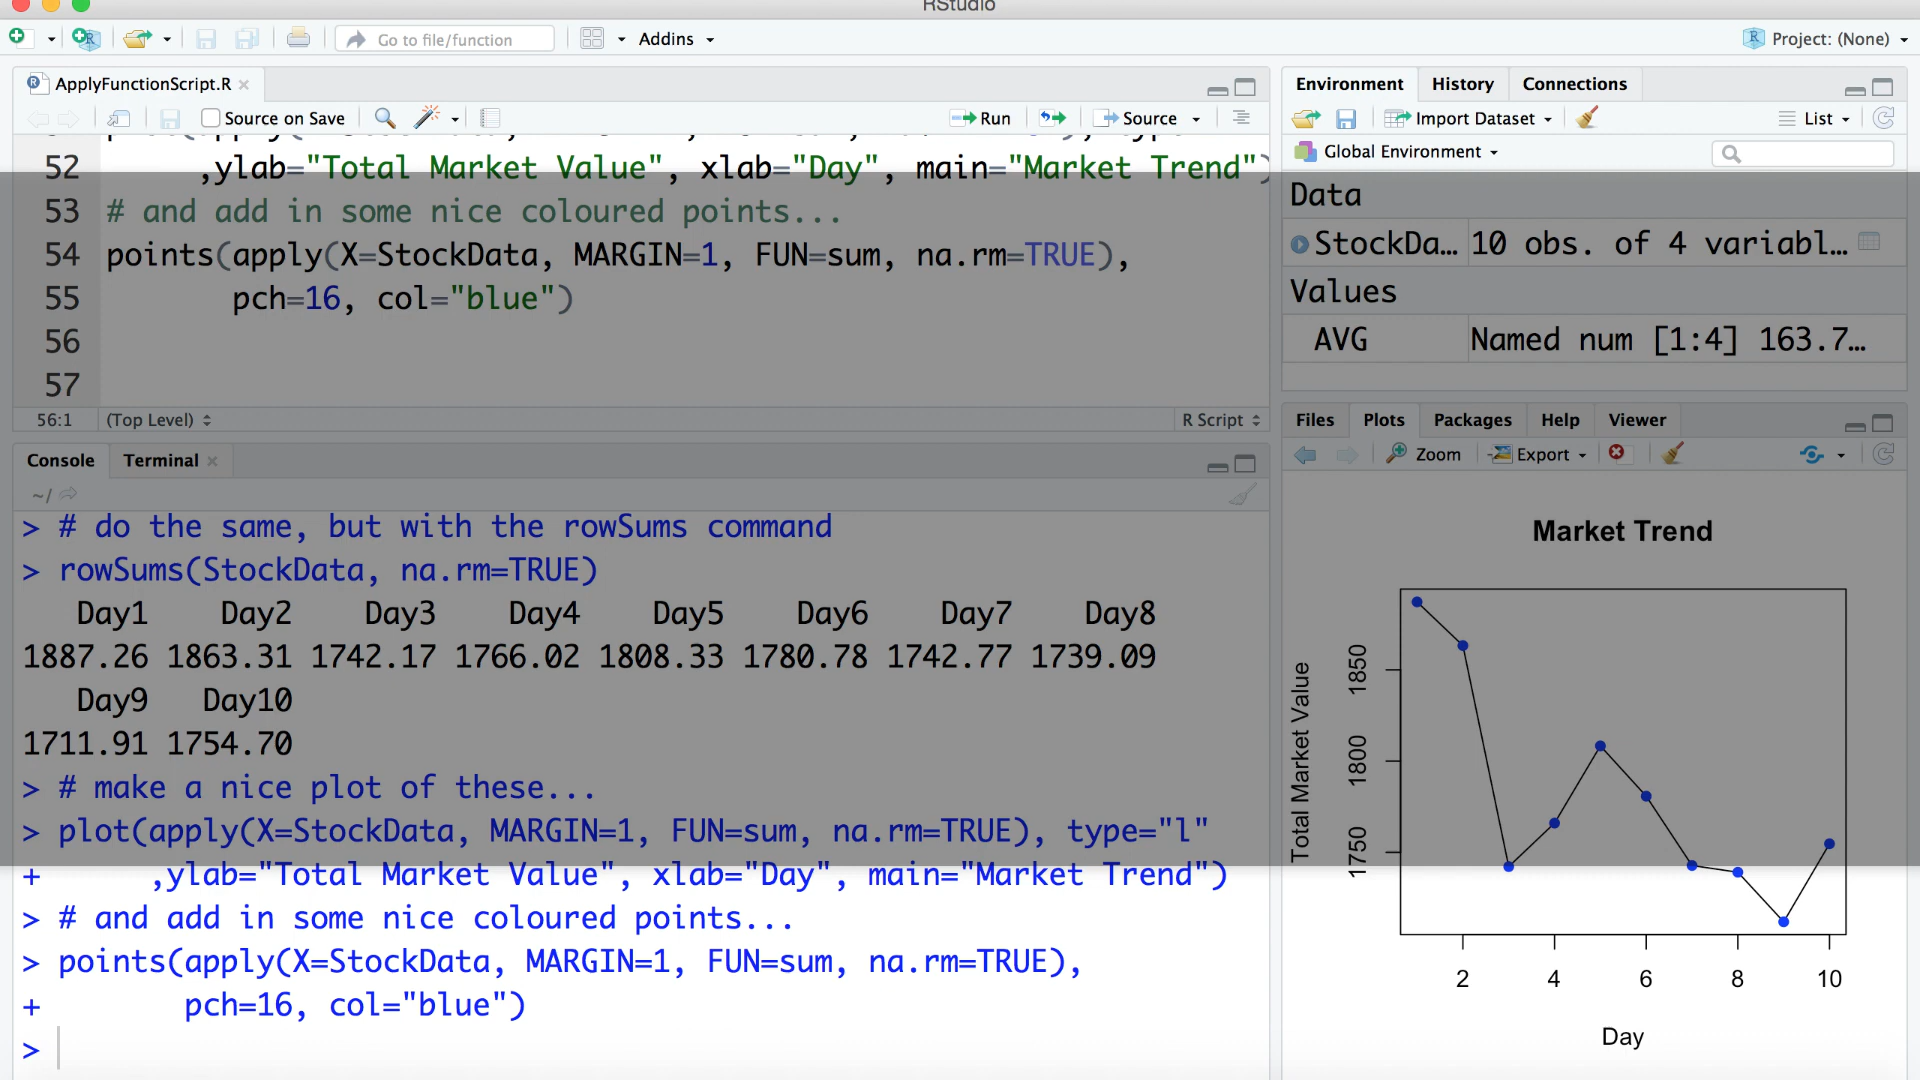 RStudio
Go to file/function
Addins
Project: (None)
ApplyFunctionScript.R
Source on Save
Run
Source
52 ,ylab="Total Market Value", xlab="Day", main="Market Trend")
53 # and add in some nice coloured points...
54 points(apply(X=StockData, MARGIN=1, FUN=sum, na.rm=TRUE),
55 pch=16, col="blue")
56
57
56:1 (Top Level) R Script
Console Terminal
~/
> # do the same, but with the rowSums command
> rowSums(StockData, na.rm=TRUE)
Day1 Day2 Day3 Day4 Day5 Day6 Day7 Day8
1887.26 1863.31 1742.17 1766.02 1808.33 1780.78 1742.77 1739.09
Day9 Day10
1711.91 1754.70
> # make a nice plot of these...
> plot(apply(X=StockData, MARGIN=1, FUN=sum, na.rm=TRUE), type="l"
+ ,ylab="Total Market Value", xlab="Day", main="Market Trend")
> # and add in some nice coloured points...
> points(apply(X=StockData, MARGIN=1, FUN=sum, na.rm=TRUE),
+ pch=16, col="blue")
>
Environment History Connections
Import Dataset List
Global Environment
Data
StockDa… 10 obs. of 4 variabl…
Values
AVG Named num [1:4] 163.7…
Files Plots Packages Help Viewer
Zoom Export
Market Trend
Total Market Value
1850
1800
1750
2 4 6 8 10
Day